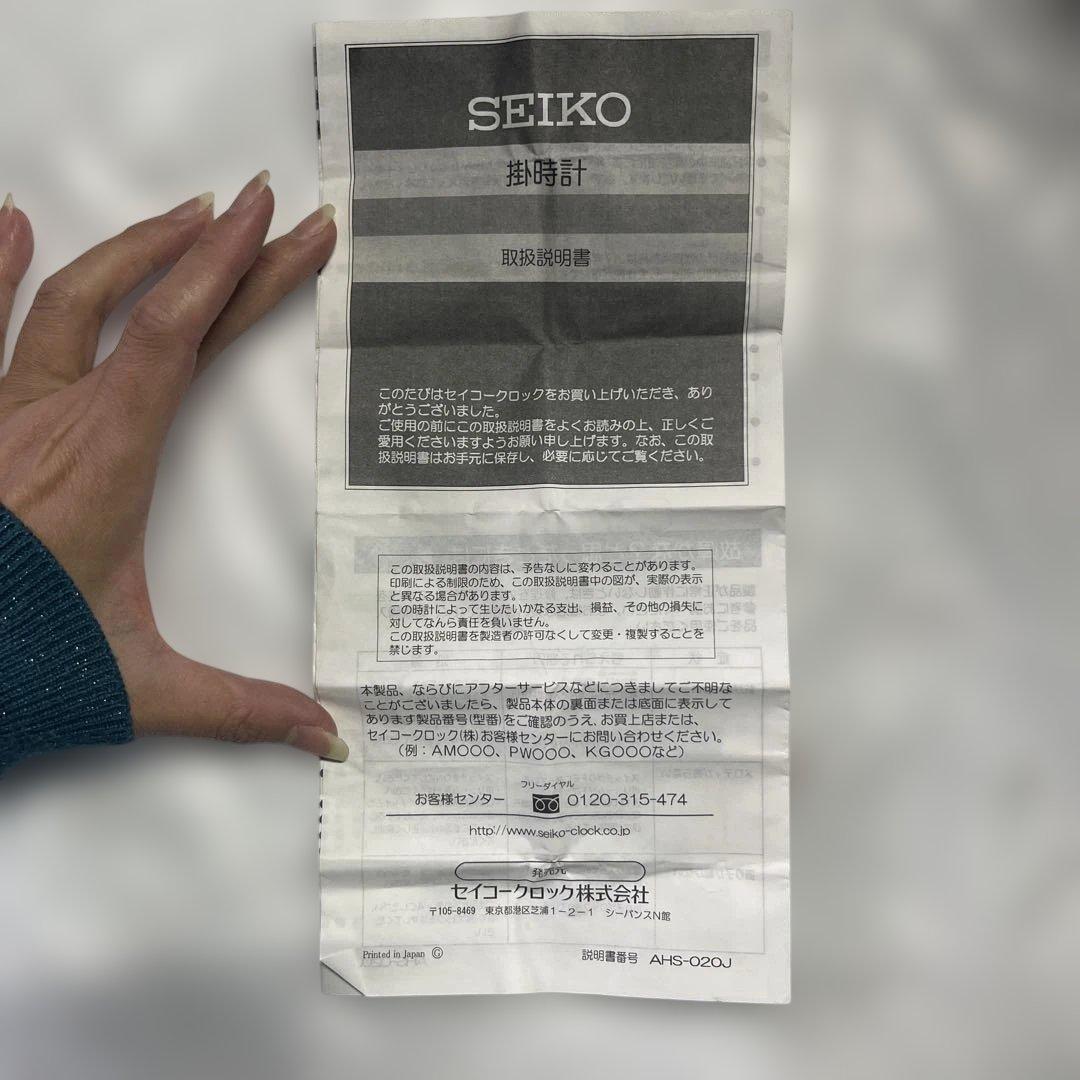 SEIKO
掛時計
取扱説明書
このたびはセイコークロックをお買い上げいただき、あり
がとうございました。
ご使用の前にこの取扱説明書をよくお読みの上、正しくご
愛用くださいますようお願い申し上げます。なお、この取
扱説明書はお手元に保存し、必要に応じてご覧ください。
この取扱説明書の内容は、予告なしに変わることがあります。
印刷による制限のため、この取扱説明書中の図が、実際の表示
と異なる場合があります。
この時計によって生じたいかなる支出、損益、その他の損失に
対してなんら責任を負いません。
この取扱説明書を製造者の許可なくして変更・複製することを
禁じます。
本製品、ならびにアフターサービスなどにつきましてご不明な
ことがございましたら、製品本体の裏面または底面に表示して
あります製品番号(型番)をご確認のうえ、お買上店または、
セイコークロック(株)お客様センターにお問い合わせください。
（例：AM〇〇〇、PW〇〇〇、KG〇〇〇など）
フリーダイヤル
お客様センター 0120-315-474
http://www.seiko-clock.co.jp
発売元
セイコークロック株式会社
〒105-8469 東京都港区芝浦1-2-1 シーバンスN館
Printed in Japan Ⓖ 説明書番号 AHS-020J